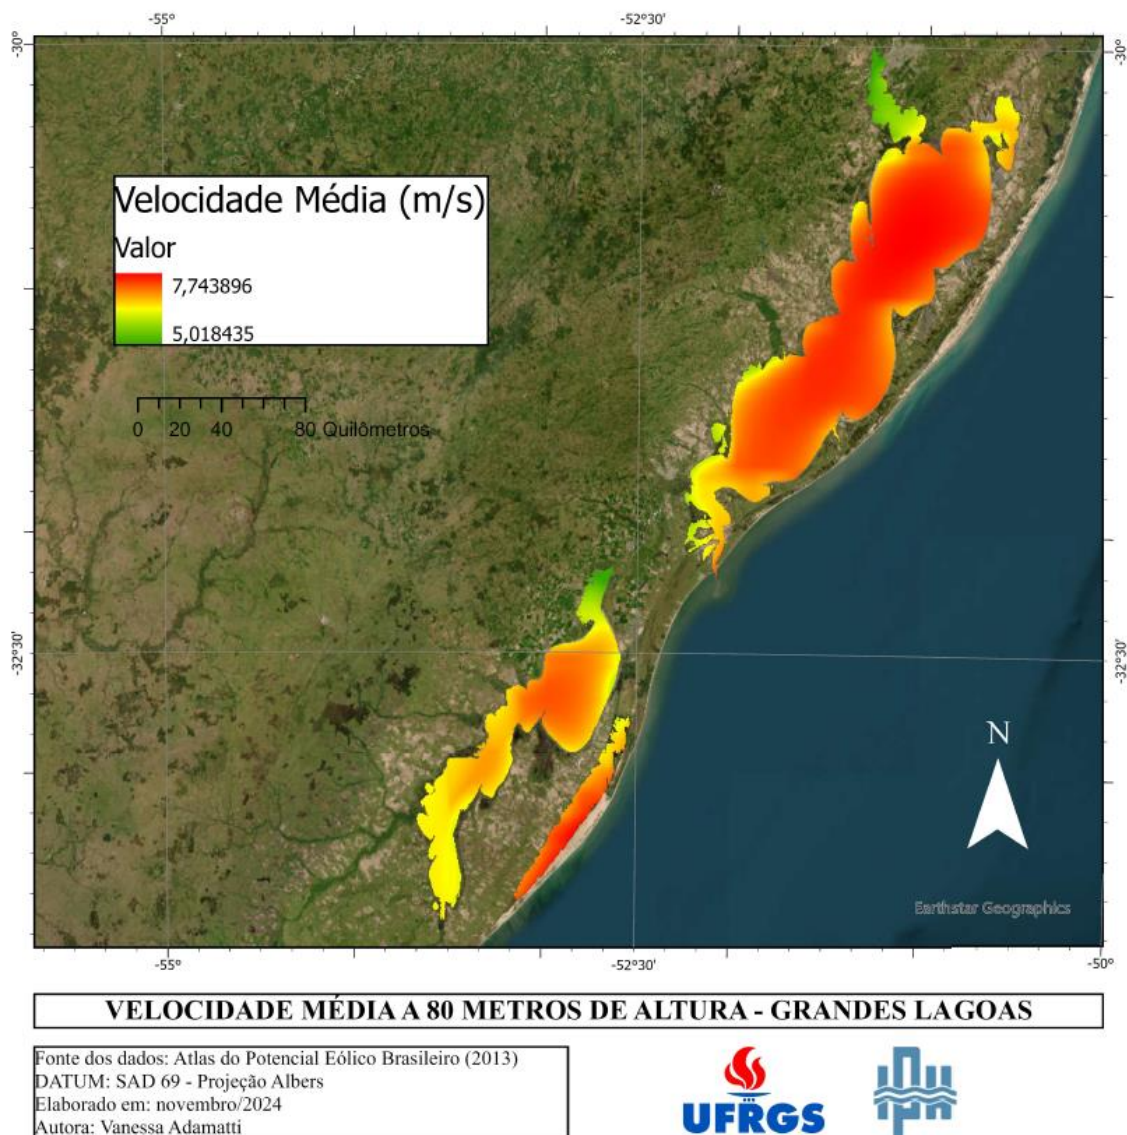 -55°
-52°30'
-30°
-30°
Velocidade Média (m/s)
Valor
7,743896
5,018435
0 20 40 80 Quilômetros
-32°30'
-32°30'
N
Earthstar Geographics
-55°
-52°30'
-50°
VELOCIDADE MÉDIA A 80 METROS DE ALTURA - GRANDES LAGOAS
Fonte dos dados: Atlas do Potencial Eólico Brasileiro (2013)
DATUM: SAD 69 - Projeção Albers
Elaborado em: novembro/2024
Autora: Vanessa Adamatti
UFRGS
IPH